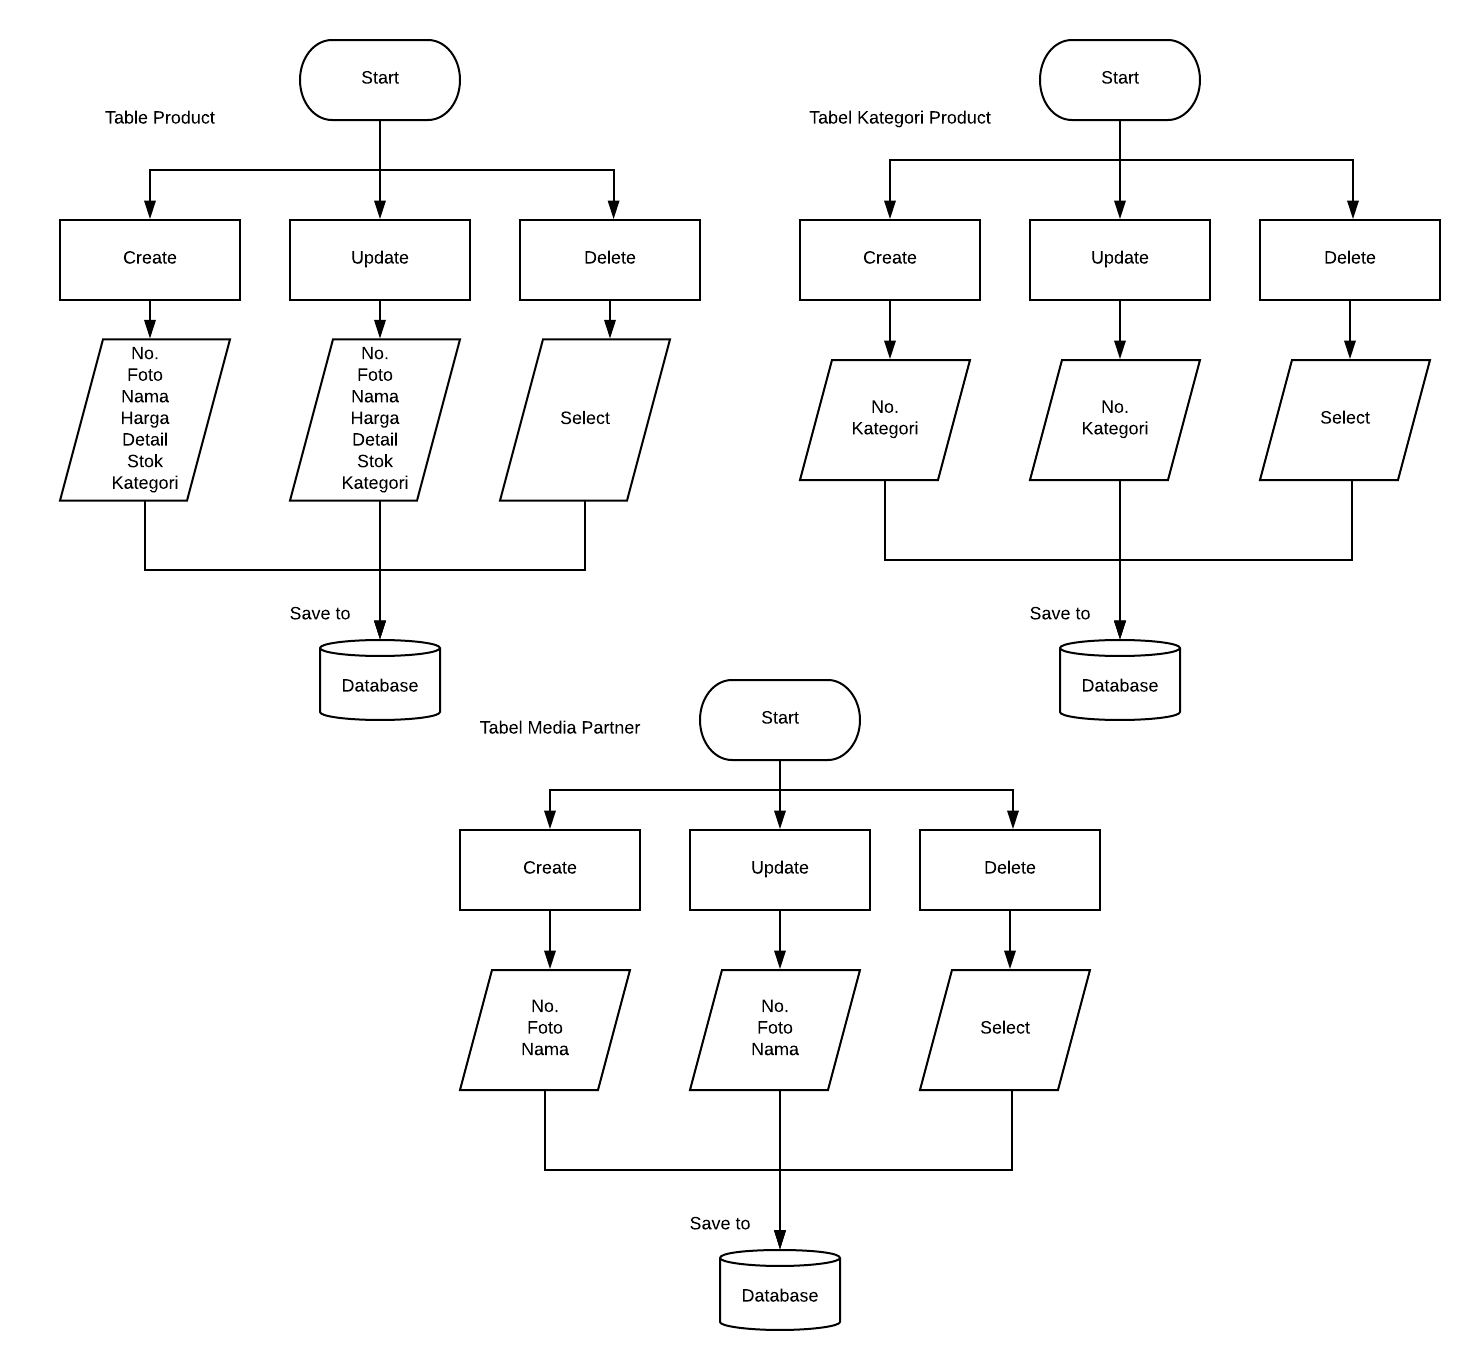 Start
Table Product
Create
Update
Delete
No.
Foto
Nama
Harga
Detail
Stok
Kategori
No.
Foto
Nama
Harga
Detail
Stok
Kategori
Select
Save to
Database
Start
Tabel Kategori Product
Create
Update
Delete
No.
Kategori
No.
Kategori
Select
Save to
Database
Start
Tabel Media Partner
Create
Update
Delete
No.
Foto
Nama
No.
Foto
Nama
Select
Save to
Database